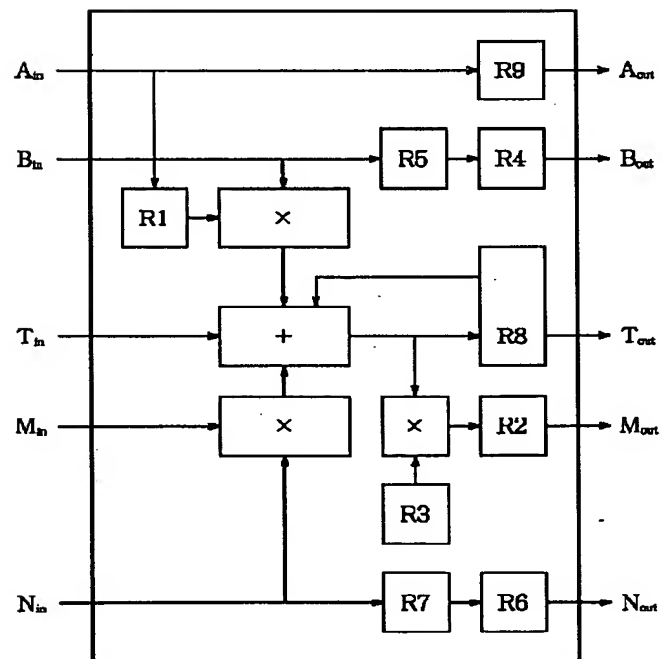 A_in R9 A_out
B_in R5 R4 B_out
R1 ×
T_in + R8 T_out
M_in × × R2 M_out
R3
N_in R7 R6 N_out